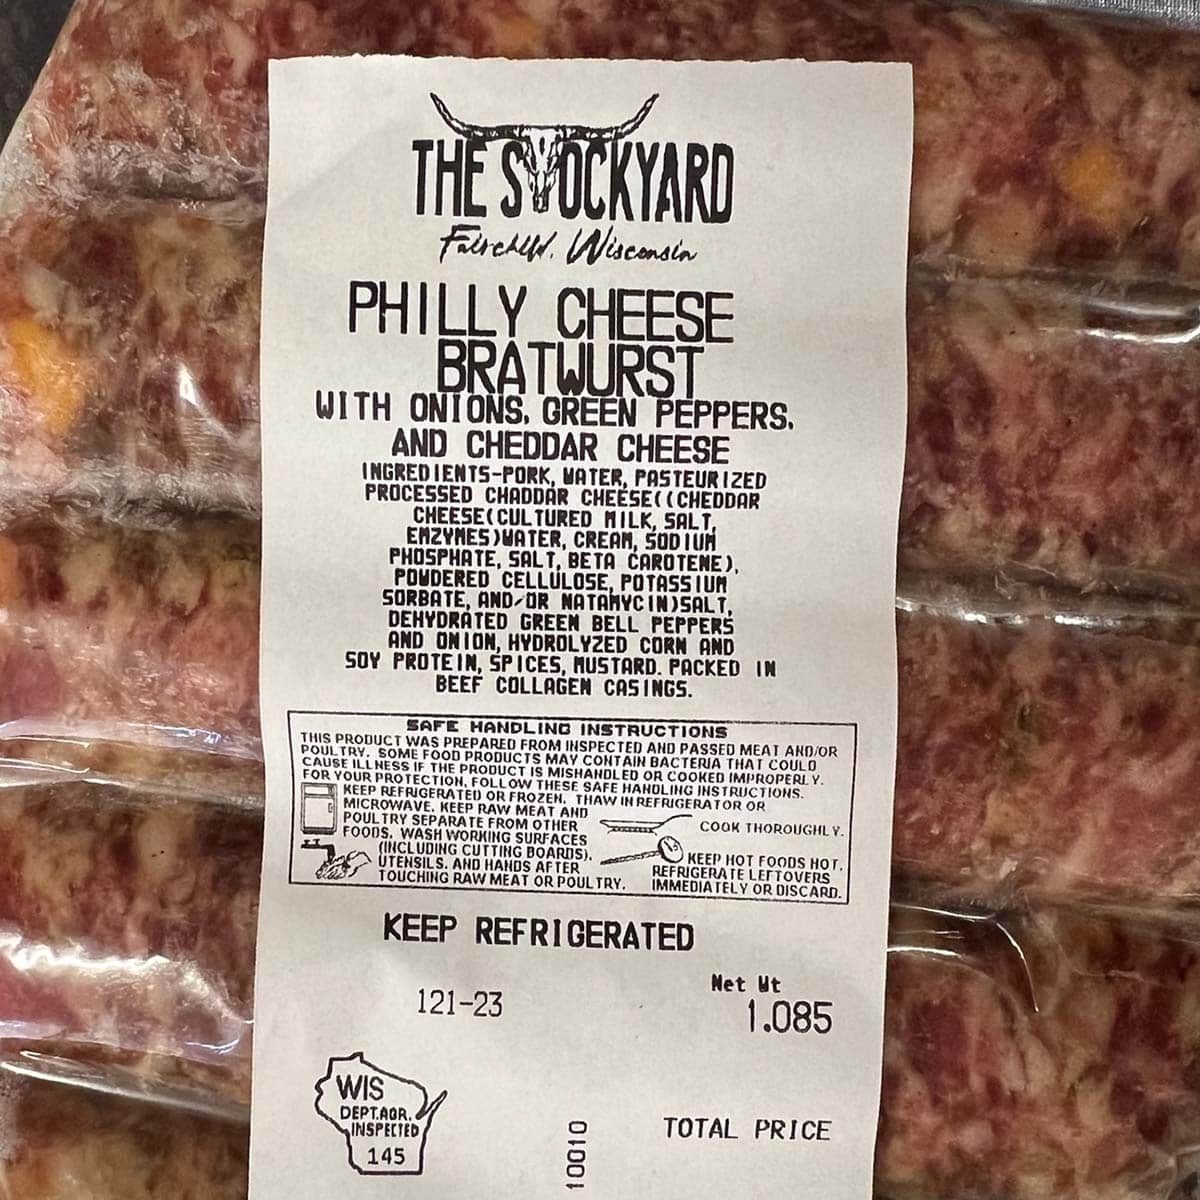 THE STOCKYARD
Fairchild, Wisconsin
PHILLY CHEESE
BRATWURST
WITH ONIONS, GREEN PEPPERS,
AND CHEDDAR CHEESE
INGREDIENTS-PORK, WATER, PASTEURIZED
PROCESSED CHADDAR CHEESE((CHEDDAR
CHEESE(CULTURED MILK, SALT,
ENZYMES)WATER, CREAM, SODIUM
PHOSPHATE, SALT, BETA CAROTENE),
POWDERED CELLULOSE, POTASSIUM
SORBATE, AND/OR NATAMYCIN)SALT,
DEHYDRATED GREEN BELL PEPPERS
AND ONION, HYDROLYZED CORN AND
SOY PROTEIN, SPICES, MUSTARD. PACKED IN
BEEF COLLAGEN CASINGS.
SAFE HANDLING INSTRUCTIONS
THIS PRODUCT WAS PREPARED FROM INSPECTED AND PASSED MEAT AND/OR
POULTRY. SOME FOOD PRODUCTS MAY CONTAIN BACTERIA THAT COULD
CAUSE ILLNESS IF THE PRODUCT IS MISHANDLED OR COOKED IMPROPERLY.
FOR YOUR PROTECTION, FOLLOW THESE SAFE HANDLING INSTRUCTIONS.
KEEP REFRIGERATED OR FROZEN. THAW IN REFRIGERATOR OR
MICROWAVE. KEEP RAW MEAT AND
POULTRY SEPARATE FROM OTHER
FOODS. WASH WORKING SURFACES
(INCLUDING CUTTING BOARDS),
UTENSILS, AND HANDS AFTER
TOUCHING RAW MEAT OR POULTRY.
COOK THOROUGHLY.
KEEP HOT FOODS HOT.
REFRIGERATE LEFTOVERS
IMMEDIATELY OR DISCARD.
KEEP REFRIGERATED
121-23
Net Wt
1.085
WIS
DEPT.AGR.
INSPECTED
145
10010
TOTAL PRICE